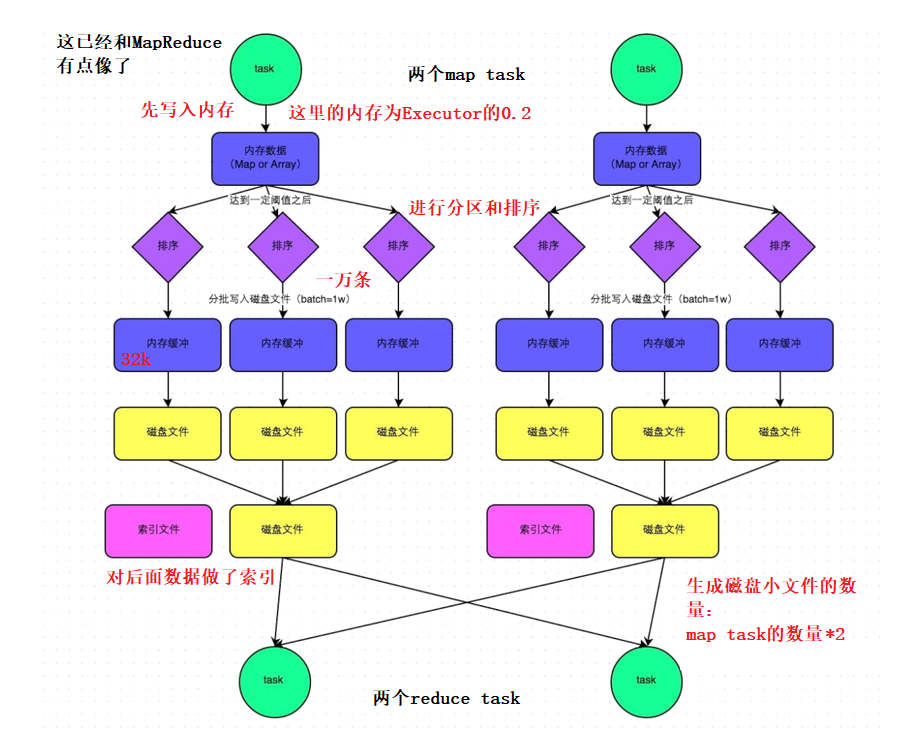 这已经和MapReduce
有点像了
task
两个map task
task
先写入内存
这里的内存为Executor的0.2
内存数据
(Map or Array)
内存数据
(Map or Array)
达到一定阈值之后
达到一定阈值之后
进行分区和排序
排序
排序
排序
排序
排序
排序
一万条
分批写入磁盘文件(batch=1w)
分批写入磁盘文件(batch=1w)
内存缓冲
内存缓冲
内存缓冲
内存缓冲
内存缓冲
内存缓冲
32k
磁盘文件
磁盘文件
磁盘文件
磁盘文件
磁盘文件
磁盘文件
索引文件
磁盘文件
索引文件
磁盘文件
对后面数据做了索引
生成磁盘小文件的数
量:
map task的数量*2
task
两个reduce task
task